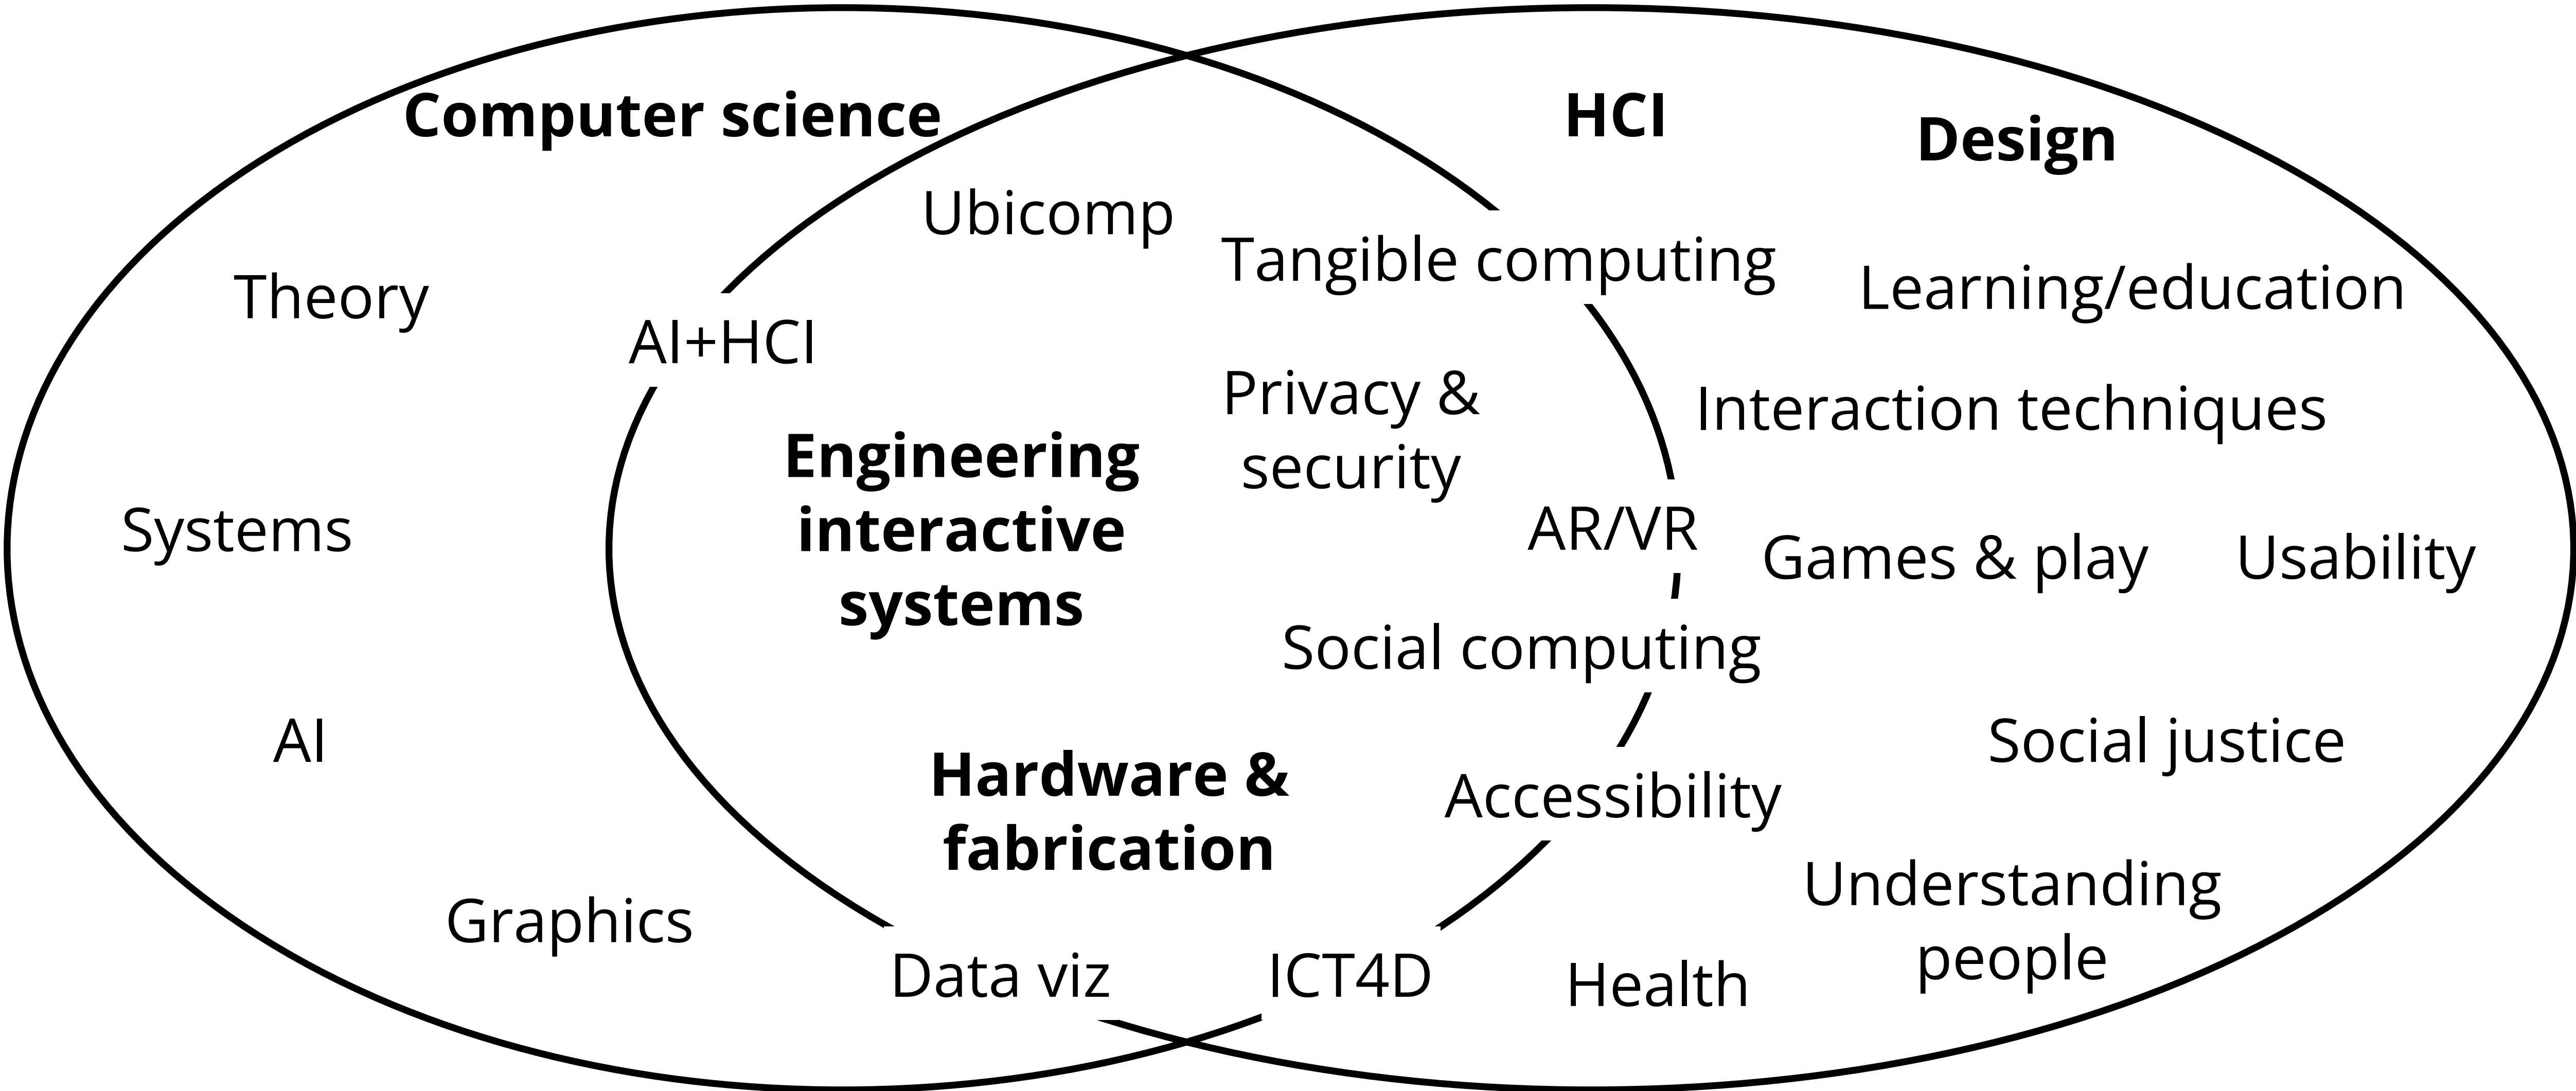 Computer science
HCI
Design
Ubicomp
Tangible computing
Theory
Learning/education
AI+HCI
Privacy &
security
Interaction techniques
Engineering
interactive
systems
Systems
AR/VR
Games & play
Usability
Social computing
AI
Social justice
Hardware &
fabrication
Accessibility
Understanding
people
Graphics
Data viz
ICT4D
Health